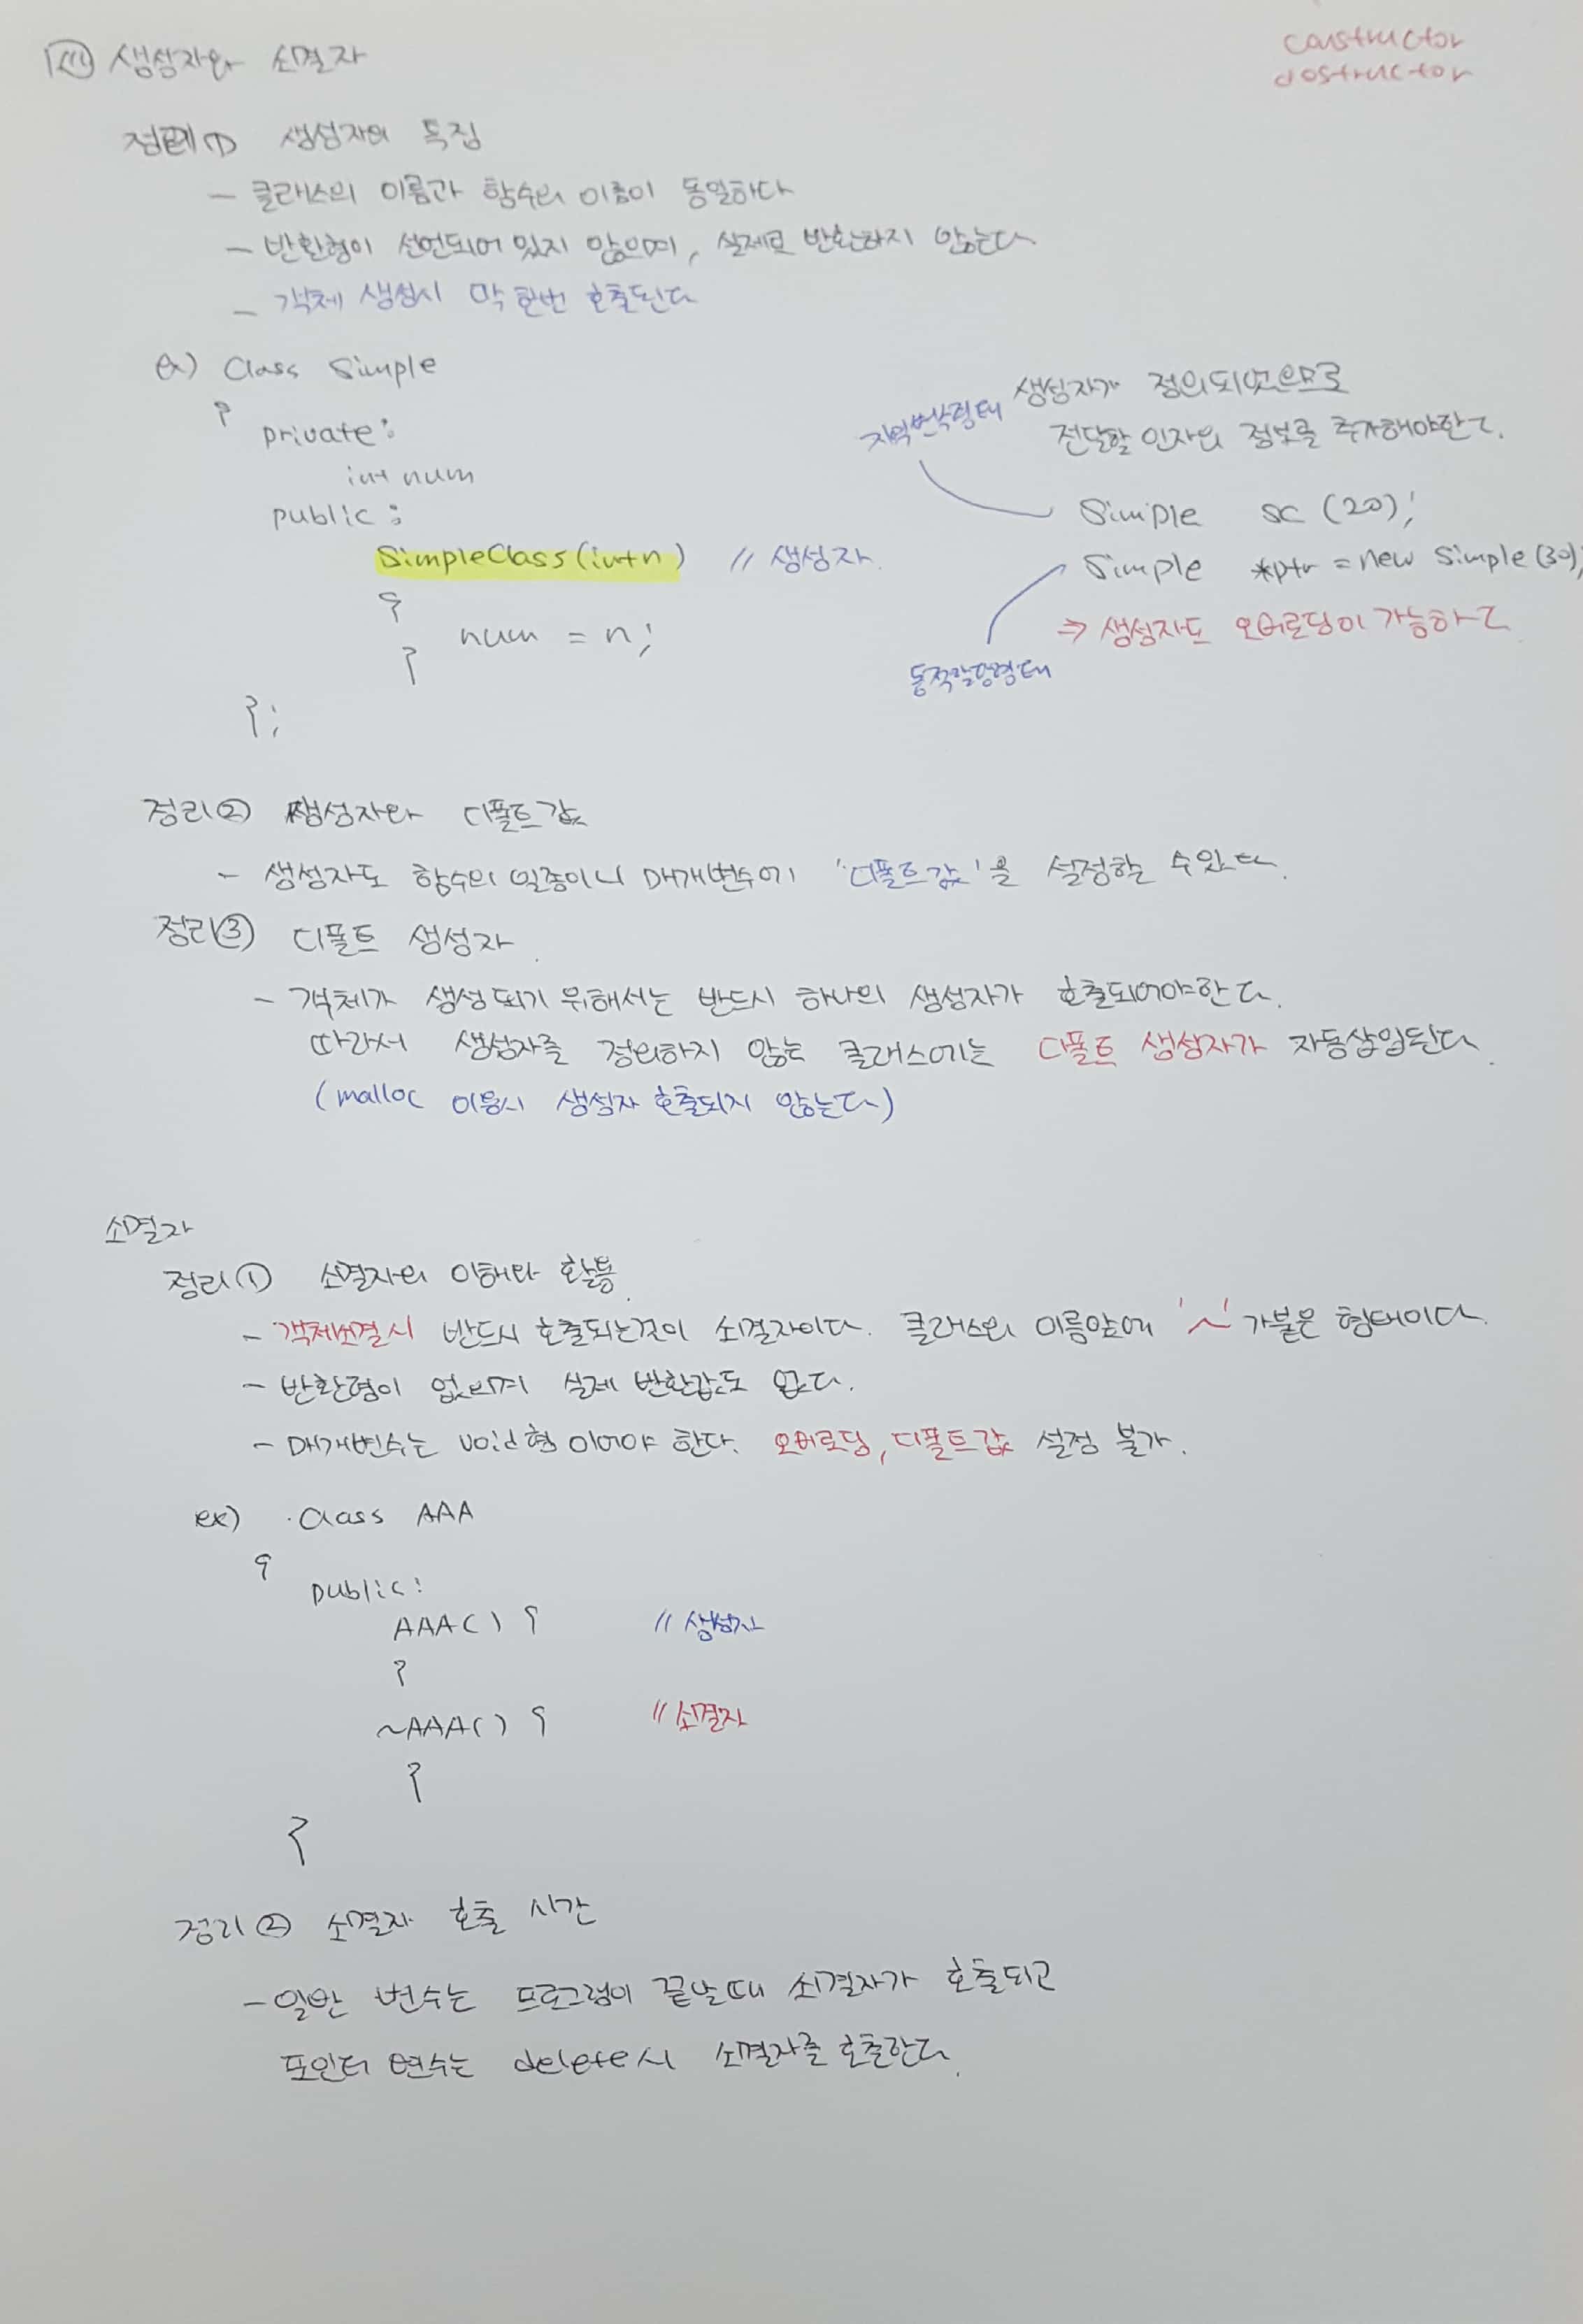 생성자와 소멸자
constructor
destructor
정리① 생성자의 특징
- 클래스의 이름과 함수의 이름이 동일하다
- 반환형이 선언되어 있지 않으며, 실제로 반환하지 않는다
- 객체 생성시 딱 한번 호출된다
ex) Class Simple
{
private:
int num
public:
SimpleClass(int n) // 생성자
{
num = n;
}
};
지역변수형태
생성자가 정의되었으므로
전달할 인자의 정보를 추가해야한다.
Simple sc (20);
Simple *ptr = new Simple(30);
동적할당형태
⇒ 생성자도 오버로딩이 가능하다
정리② 생성자와 디폴트값
- 생성자도 함수의 일종이니 매개변수에 '디폴트값'을 설정할 수있다.
정리③ 디폴트 생성자
- 객체가 생성되기 위해서는 반드시 하나의 생성자가 호출되어야한다.
따라서 생성자를 정의하지 않는 클래스에는 디폴트 생성자가 자동삽입된다.
(malloc 이용시 생성자 호출되지 않는다)
소멸자
정리① 소멸자의 이해와 활용
- 객체소멸시 반드시 호출되는것이 소멸자이다. 클래스의 이름앞에 '~'가붙은 형태이다.
- 반환형이 없으며 실제 반환값도 없다.
- 매개변수는 void형 이어야 한다. 오버로딩, 디폴트값 설정 불가.
ex) Class AAA
{
public:
AAA() { // 생성자
}
~AAA() { // 소멸자
}
}
정리② 소멸자 호출 시간
- 일반 변수는 프로그램이 끝날때 소멸자가 호출되고
포인터 변수는 delete시 소멸자를 호출한다.